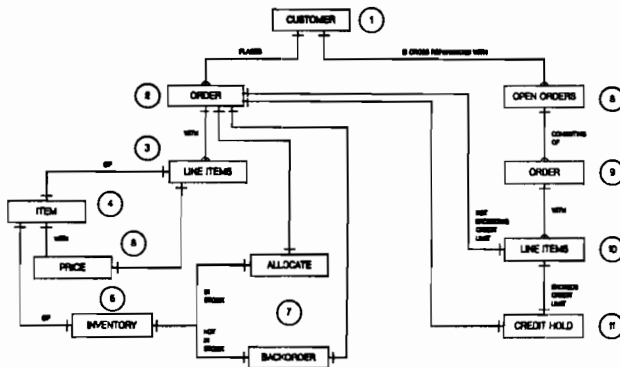 CUSTOMER
1
PLACES
IS CROSS REFERENCED WITH
2
ORDER
OPEN ORDERS
8
3
WITH
CONSISTING
OF
OF
LINE ITEMS
ORDER
9
ITEM
4
WITH
WITH
NOT
EXCEEDING
CREDIT
LIMIT
LINE ITEMS
10
PRICE
5
ALLOCATE
6
IN
STOCK
7
EXCEEDS
CREDIT
LIMIT
OF
INVENTORY
CREDIT HOLD
11
NOT
IN
STOCK
BACKORDER